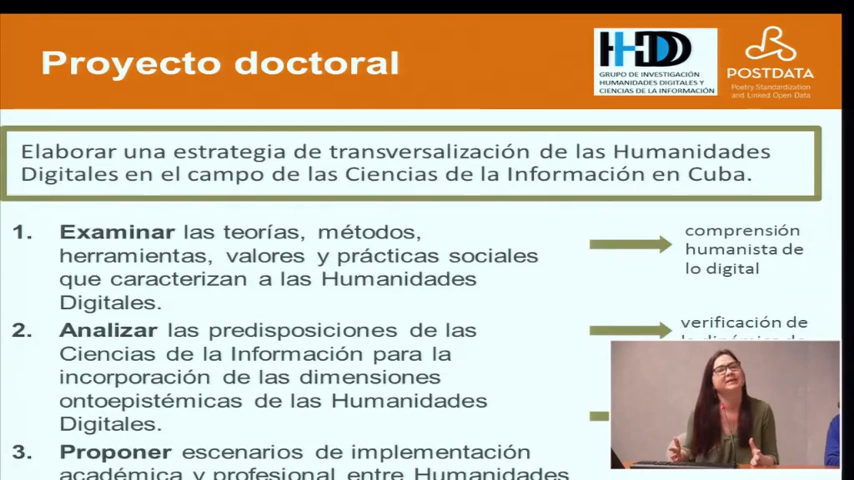 Proyecto doctoral
GRUPO DE INVESTIGACIÓN
HUMANIDADES DIGITALES Y
CIENCIAS DE LA INFORMACIÓN
POSTDATA
Poetry Standardization
and Linked Open Data
Elaborar una estrategia de transversalización de las Humanidades
Digitales en el campo de las Ciencias de la Información en Cuba.
1. Examinar las teorías, métodos,
herramientas, valores y prácticas sociales
que caracterizan a las Humanidades
Digitales.
comprensión
humanista de
lo digital
2. Analizar las predisposiciones de las
Ciencias de la Información para la
incorporación de las dimensiones
ontoepistémicas de las Humanidades
Digitales.
verificación de
3. Proponer escenarios de implementación
académica y profesional entre Humanidades